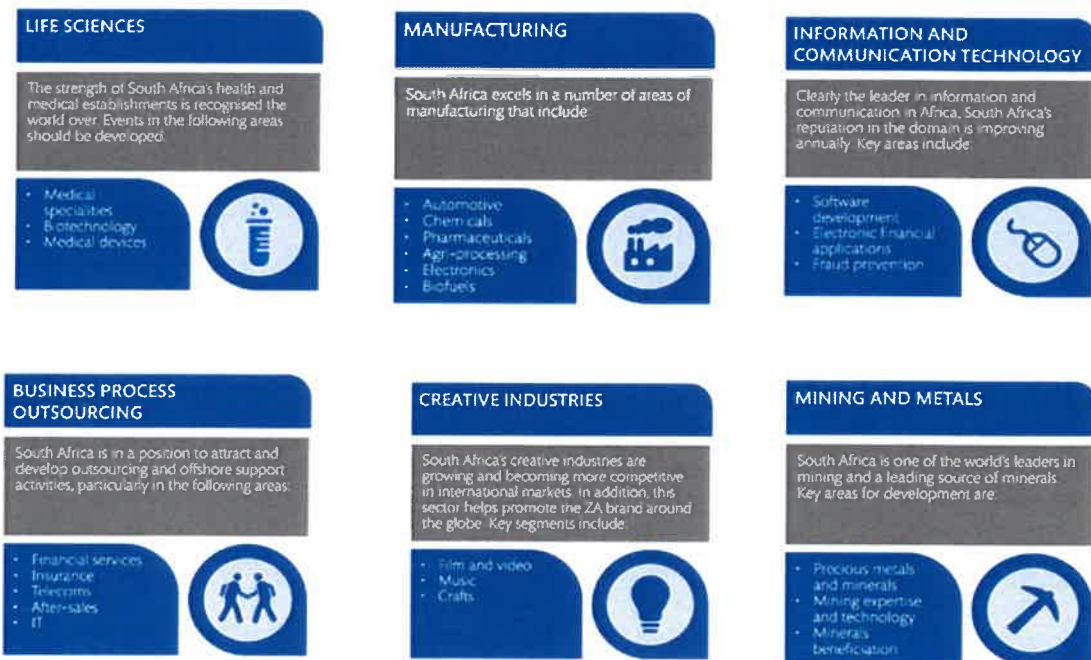 LIFE SCIENCES
The strength of South Africa's health and
medical establishments is recognised the
world over. Events in the following areas
should be developed:
• Medical
specialities
• Biotechnology
• Medical devices
MANUFACTURING
South Africa excels in a number of areas of
manufacturing that include:
• Automotive
• Chemicals
• Pharmaceuticals
• Agri-processing
• Electronics
• Biofuels
INFORMATION AND
COMMUNICATION TECHNOLOGY
Clearly the leader in information and
communication in Africa, South Africa's
reputation in the domain is improving
annually. Key areas include:
• Software
development
• Electronic financial
applications
• Fraud prevention
BUSINESS PROCESS
OUTSOURCING
South Africa is in a position to attract and
develop outsourcing and offshore support
activities, particularly in the following areas:
• Financial services
• Insurance
• Telecoms
• After-sales
• IT
CREATIVE INDUSTRIES
South Africa's creative industries are
growing and becoming more competitive
in international markets. In addition, this
sector helps promote the ZA brand around
the globe. Key segments include:
• Film and video
• Music
• Crafts
MINING AND METALS
South Africa is one of the world's leaders in
mining and a leading source of minerals.
Key areas for development are:
• Precious metals
and minerals
• Mining expertise
and technology
• Minerals
beneficiation